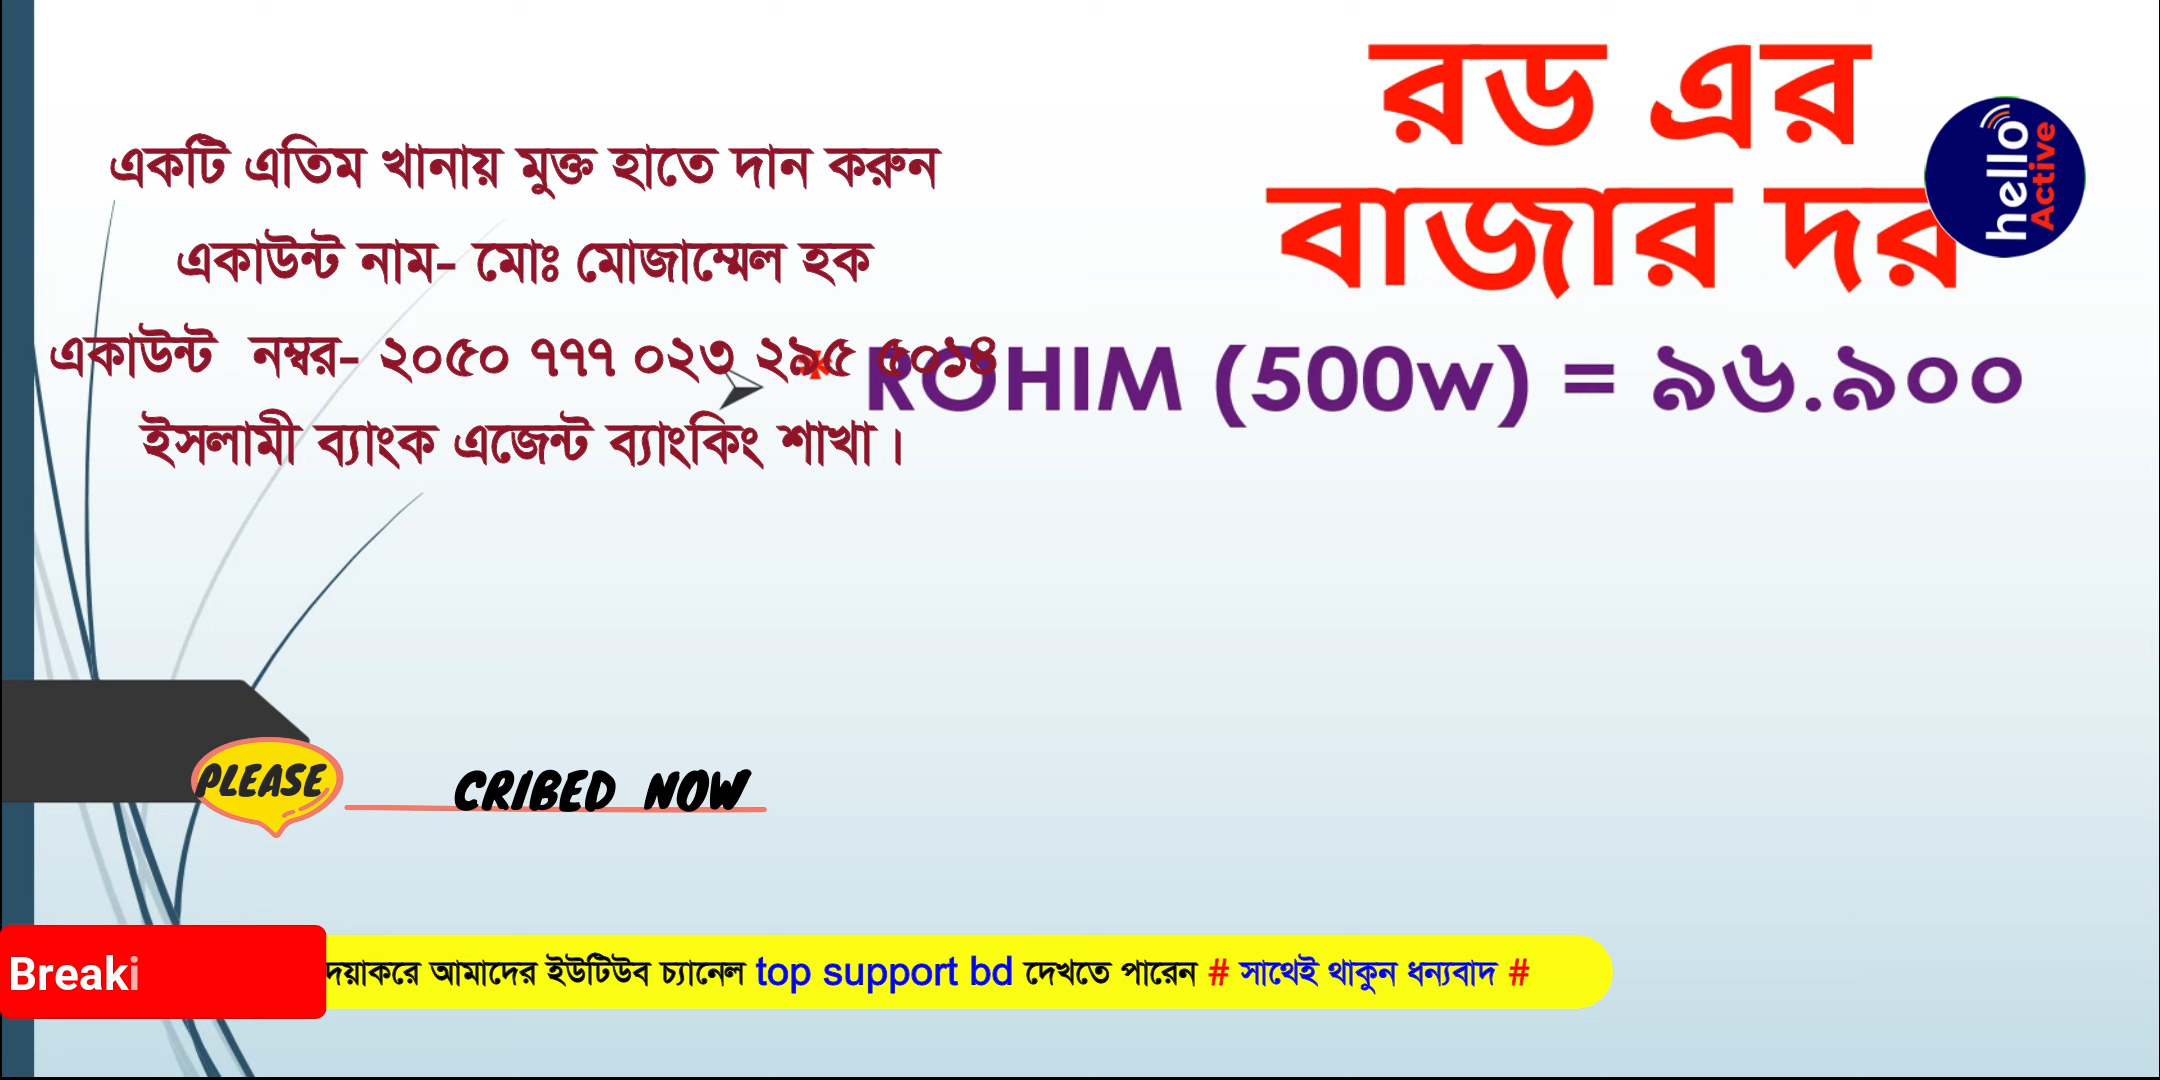 একটি এতিম খানায় মুক্ত হাতে দান করুন
একাউন্ট নাম- মোঃ মোজাম্মেল হক
একাউন্ট নম্বর- ২০৫০ ৭৭৭ ০২৩ ২৯৫ ৫০১৪
ইসলামী ব্যাংক এজেন্ট ব্যাংকিং শাখা।
রড এর
বাজার দর
hello
Active
* ROHIM (500w) = ৯৬.৯০০
PLEASE
CRIBED NOW
Breaki
দয়াকরে আমাদের ইউটিউব চ্যানেল top support bd দেখতে পারেন # সাথেই থাকুন ধন্যবাদ #